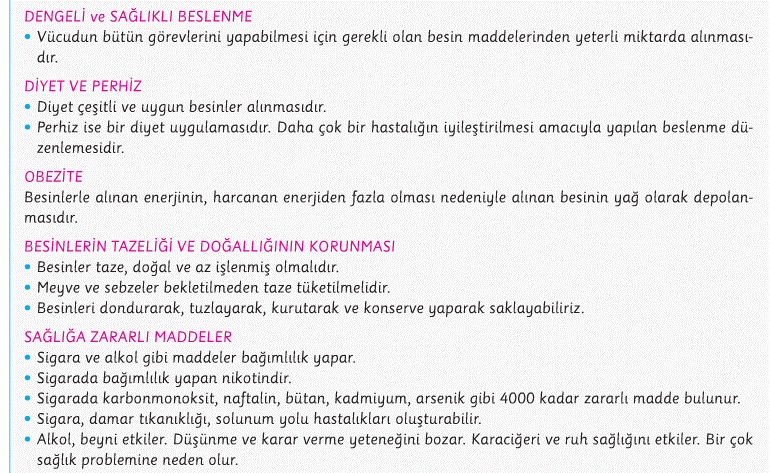 DENGELİ ve SAĞLIKLI BESLENME
• Vücudun bütün görevlerini yapabilmesi için gerekli olan besin maddelerinden yeterli miktarda alınması-
dır.
DİYET VE PERHİZ
• Diyet çeşitli ve uygun besinler alınmasıdır.
• Perhiz ise bir diyet uygulamasıdır. Daha çok bir hastalığın iyileştirilmesi amacıyla yapılan beslenme dü-
zenlemesidir.
OBEZİTE
Besinlerle alınan enerjinin, harcanan enerjiden fazla olması nedeniyle alınan besinin yağ olarak depolan-
masıdır.
BESİNLERİN TAZELİĞİ VE DOĞALLIĞININ KORUNMASI
• Besinler taze, doğal ve az işlenmiş olmalıdır.
• Meyve ve sebzeler bekletilmeden taze tüketilmelidir.
• Besinleri dondurarak, tuzlayarak, kurutarak ve konserve yaparak saklayabiliriz.
SAĞLIĞA ZARARLI MADDELER
• Sigara ve alkol gibi maddeler bağımlılık yapar.
• Sigarada bağımlılık yapan nikotindir.
• Sigarada karbonmonoksit, naftalin, bütan, kadmiyum, arsenik gibi 4000 kadar zararlı madde bulunur.
• Sigara, damar tıkanıklığı, solunum yolu hastalıkları oluşturabilir.
• Alkol, beyni etkiler. Düşünme ve karar verme yeteneğini bozar. Karaciğeri ve ruh sağlığını etkiler. Bir çok
sağlık problemine neden olur.